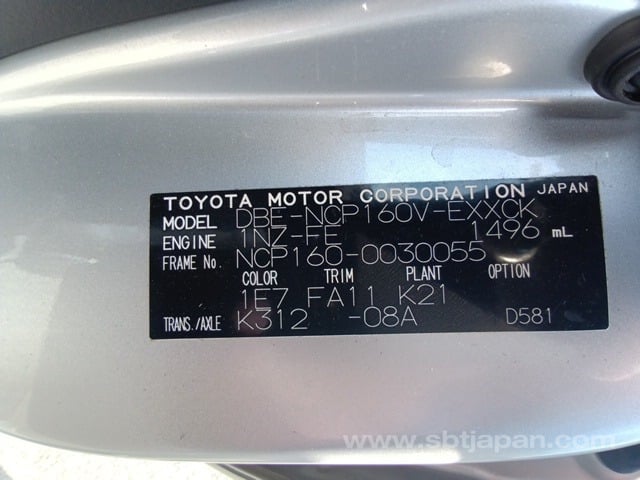 TOYOTA MOTOR CORPORATION JAPAN
MODEL DBE-NCP160V-EXXCK
ENGINE 1NZ-FE 1496 mL
FRAME No. NCP160-0030055
COLOR TRIM PLANT OPTION
1E7 FA11 K21
TRANS./AXLE K312 -08A D581
www.sbtjapan.com